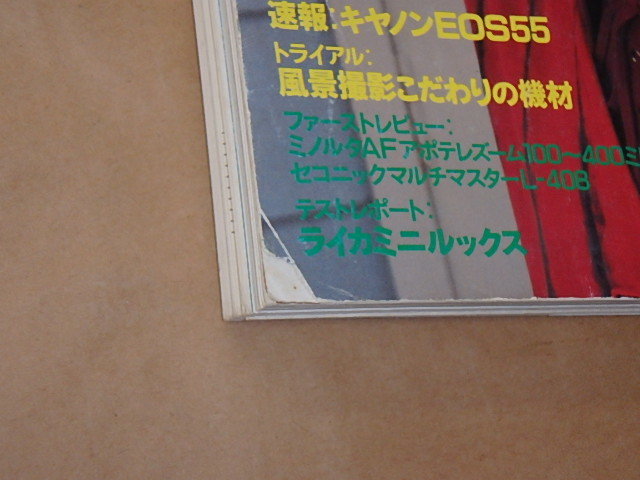 速報:キヤノンEOS55
トライアル:
風景撮影こだわりの機材
ファーストレビュー:
ミノルタAFアポテレズーム100〜400ミ
セコニックマルチマスターL-408
テストレポート:
ライカミニルックス